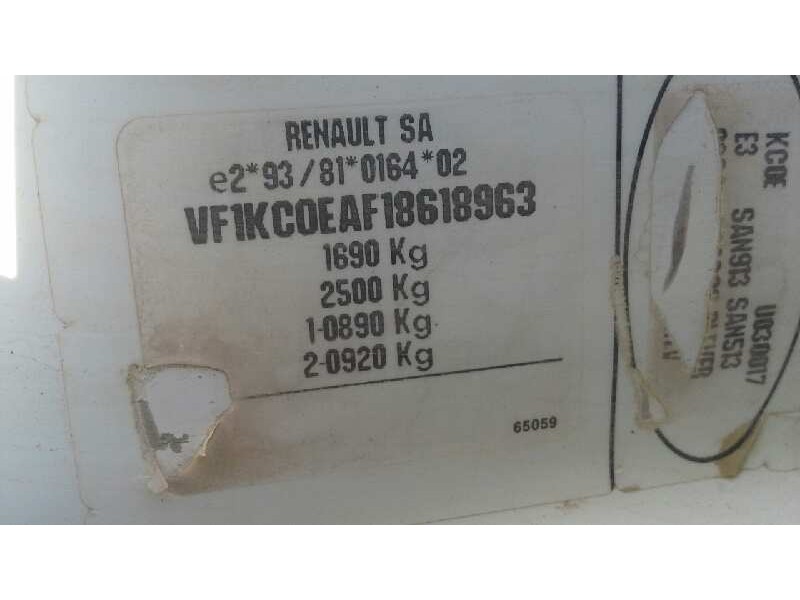 RENAULT SA
e2*93/81*0164*02
VF1KC0EAF18618963
1690 Kg
2500 Kg
1-0890 Kg
2-0920 Kg
65059
KC0E
E3
SAN913 SAN513